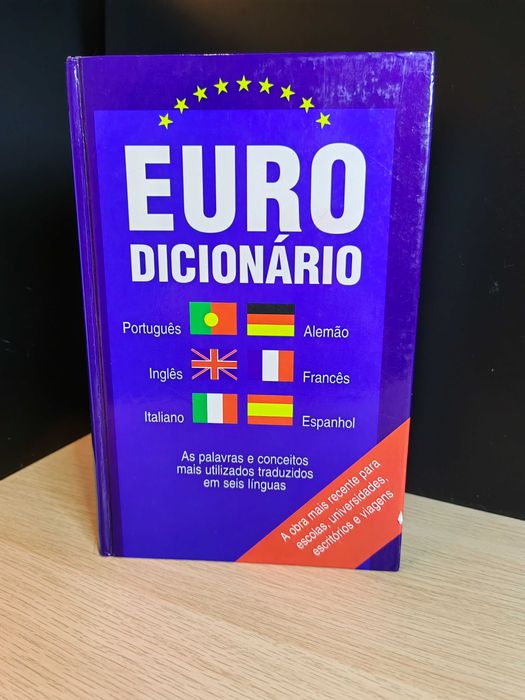 EURO
DICIONÁRIO
Português
Alemão
Inglês
Francês
Italiano
Espanhol
As palavras e conceitos
mais utilizados traduzidos
em seis línguas
A obra mais recente para
escolas, universidades,
escritórios e viagens